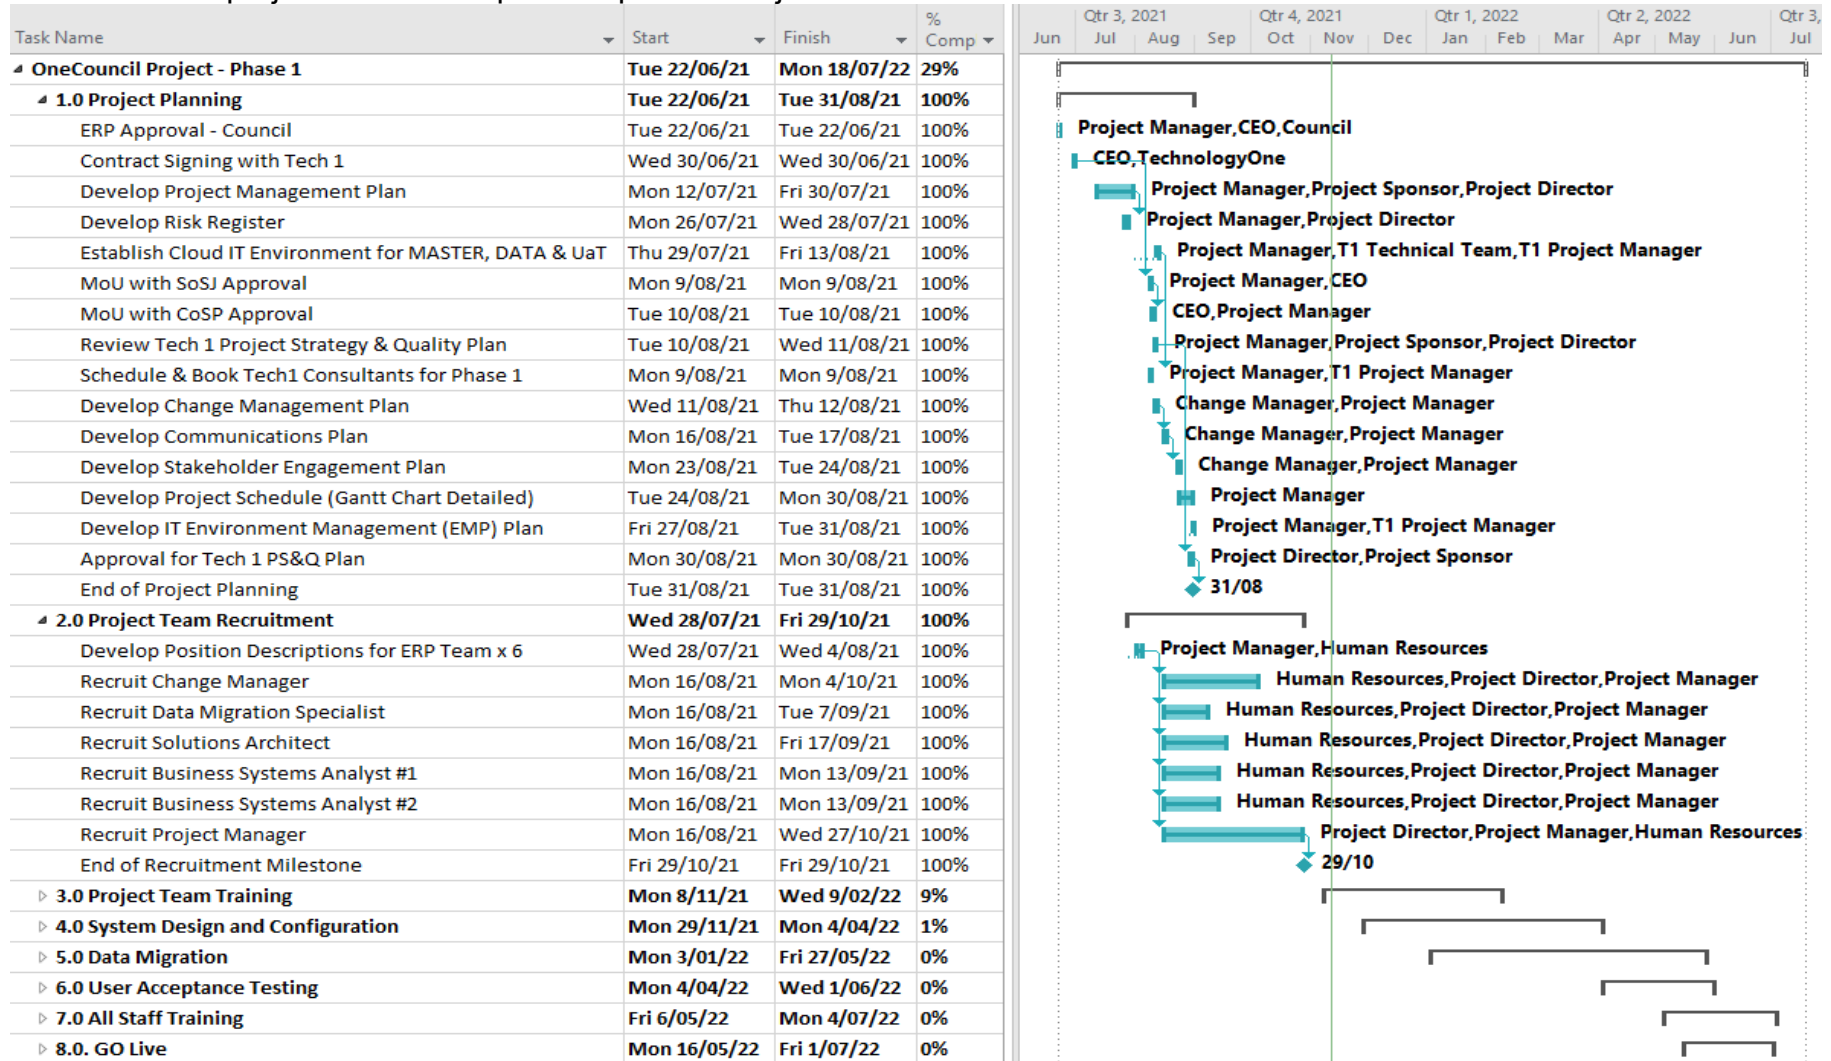 Qtr 3, 2021 Qtr 4, 2021 Qtr 1, 2022 Qtr 2, 2022 Qtr 3,
Task Name Start Finish % Comp Jun Jul Aug Sep Oct Nov Dec Jan Feb Mar Apr May Jun Jul
OneCouncil Project - Phase 1 Tue 22/06/21 Mon 18/07/22 29%
1.0 Project Planning Tue 22/06/21 Tue 31/08/21 100%
ERP Approval - Council Tue 22/06/21 Tue 22/06/21 100% Project Manager,CEO,Council
Contract Signing with Tech 1 Wed 30/06/21 Wed 30/06/21 100% CEO,TechnologyOne
Develop Project Management Plan Mon 12/07/21 Fri 30/07/21 100% Project Manager,Project Sponsor,Project Director
Develop Risk Register Mon 26/07/21 Wed 28/07/21 100% Project Manager,Project Director
Establish Cloud IT Environment for MASTER, DATA & UaT Thu 29/07/21 Fri 13/08/21 100% Project Manager,T1 Technical Team,T1 Project Manager
MoU with SoSJ Approval Mon 9/08/21 Mon 9/08/21 100% Project Manager,CEO
MoU with CoSP Approval Tue 10/08/21 Tue 10/08/21 100% CEO,Project Manager
Review Tech 1 Project Strategy & Quality Plan Tue 10/08/21 Wed 11/08/21 100% Project Manager,Project Sponsor,Project Director
Schedule & Book Tech1 Consultants for Phase 1 Mon 9/08/21 Mon 9/08/21 100% Project Manager,T1 Project Manager
Develop Change Management Plan Wed 11/08/21 Thu 12/08/21 100% Change Manager,Project Manager
Develop Communications Plan Mon 16/08/21 Tue 17/08/21 100% Change Manager,Project Manager
Develop Stakeholder Engagement Plan Mon 23/08/21 Tue 24/08/21 100% Change Manager,Project Manager
Develop Project Schedule (Gantt Chart Detailed) Tue 24/08/21 Mon 30/08/21 100% Project Manager
Develop IT Environment Management (EMP) Plan Fri 27/08/21 Tue 31/08/21 100% Project Manager,T1 Project Manager
Approval for Tech 1 PS&Q Plan Mon 30/08/21 Mon 30/08/21 100% Project Director,Project Sponsor
End of Project Planning Tue 31/08/21 Tue 31/08/21 100% 31/08
2.0 Project Team Recruitment Wed 28/07/21 Fri 29/10/21 100%
Develop Position Descriptions for ERP Team x 6 Wed 28/07/21 Wed 4/08/21 100% Project Manager,Human Resources
Recruit Change Manager Mon 16/08/21 Mon 4/10/21 100% Human Resources,Project Director,Project Manager
Recruit Data Migration Specialist Mon 16/08/21 Tue 7/09/21 100% Human Resources,Project Director,Project Manager
Recruit Solutions Architect Mon 16/08/21 Fri 17/09/21 100% Human Resources,Project Director,Project Manager
Recruit Business Systems Analyst #1 Mon 16/08/21 Mon 13/09/21 100% Human Resources,Project Director,Project Manager
Recruit Business Systems Analyst #2 Mon 16/08/21 Mon 13/09/21 100% Human Resources,Project Director,Project Manager
Recruit Project Manager Mon 16/08/21 Wed 27/10/21 100% Project Director,Project Manager,Human Resources
End of Recruitment Milestone Fri 29/10/21 Fri 29/10/21 100% 29/10
3.0 Project Team Training Mon 8/11/21 Wed 9/02/22 9%
4.0 System Design and Configuration Mon 29/11/21 Mon 4/04/22 1%
5.0 Data Migration Mon 3/01/22 Fri 27/05/22 0%
6.0 User Acceptance Testing Mon 4/04/22 Wed 1/06/22 0%
7.0 All Staff Training Fri 6/05/22 Mon 4/07/22 0%
8.0. GO Live Mon 16/05/22 Fri 1/07/22 0%